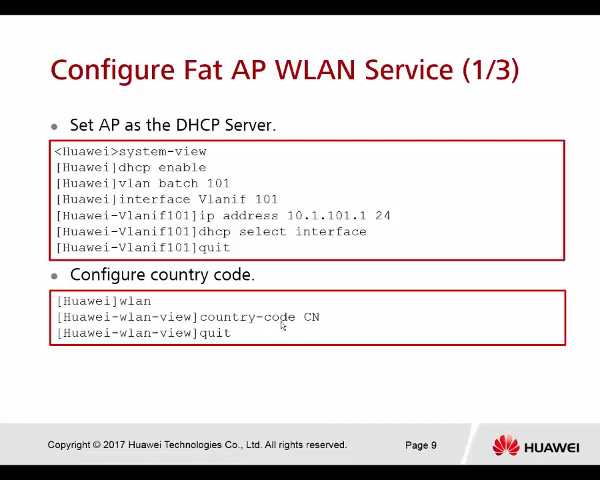 Configure Fat AP WLAN Service (1/3)
Set AP as the DHCP Server.
<Huawei>system-view
[Huawei]dhcp enable
[Huawei]vlan batch 101
[Huawei]interface Vlanif 101
[Huawei-Vlanif101]ip address 10.1.101.1 24
[Huawei-Vlanif101]dhcp select interface
[Huawei-Vlanif101]quit
Configure country code.
[Huawei]wlan
[Huawei-wlan-view]country-code CN
[Huawei-wlan-view]quit
Copyright © 2017 Huawei Technologies Co., Ltd. All rights reserved.
Page 9
HUAWEI